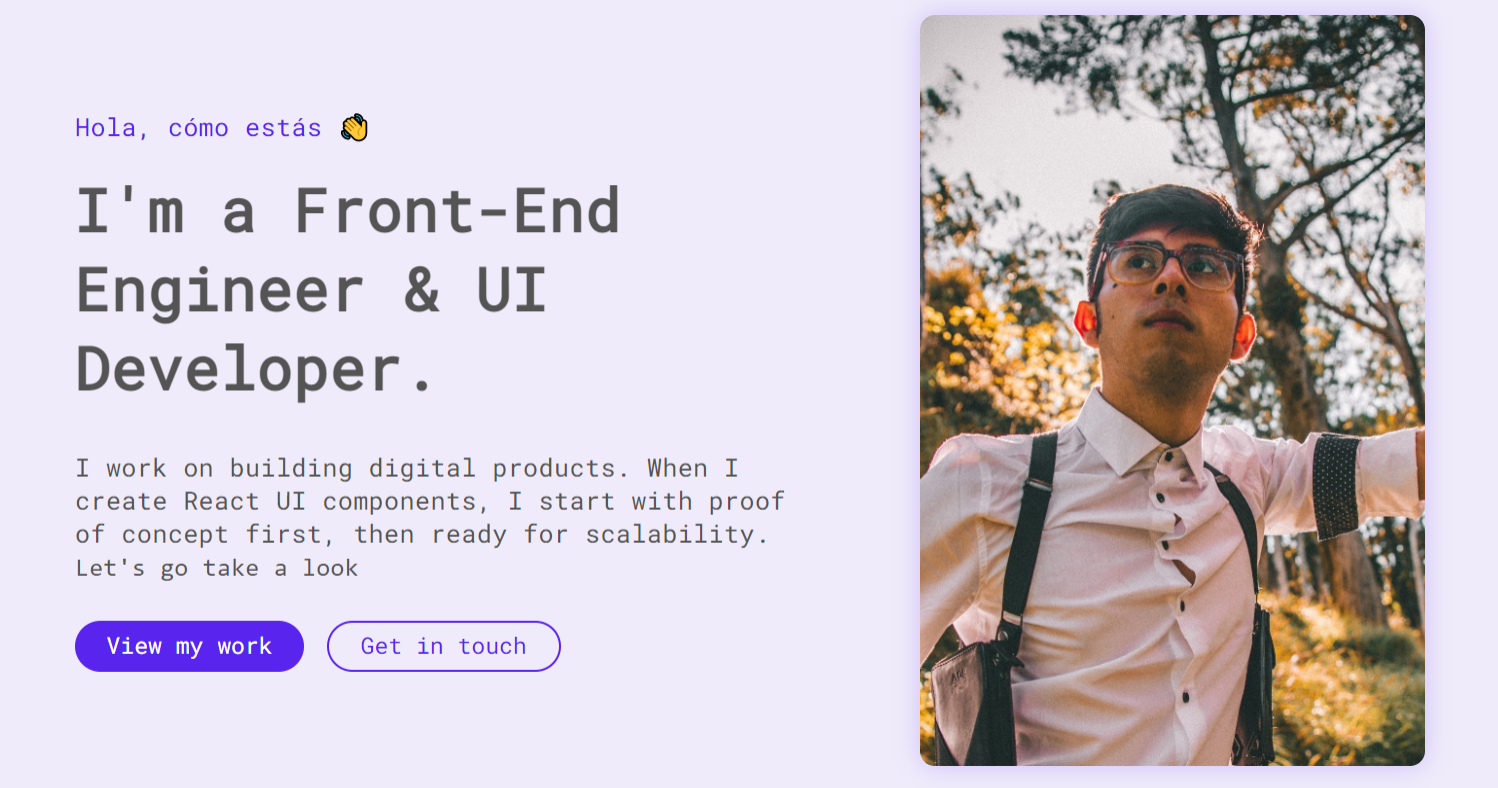 Hola, cómo estás 👋
I'm a Front-End
Engineer & UI
Developer.
I work on building digital products. When I
create React UI components, I start with proof
of concept first, then ready for scalability.
Let's go take a look
View my work
Get in touch